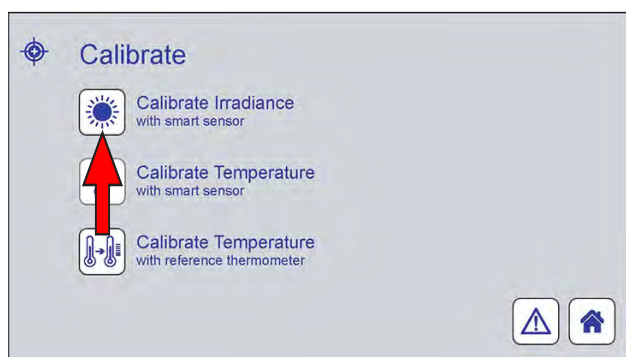 Calibrate
Calibrate Irradiance
with smart sensor
Calibrate Temperature
with smart sensor
Calibrate Temperature
with reference thermometer